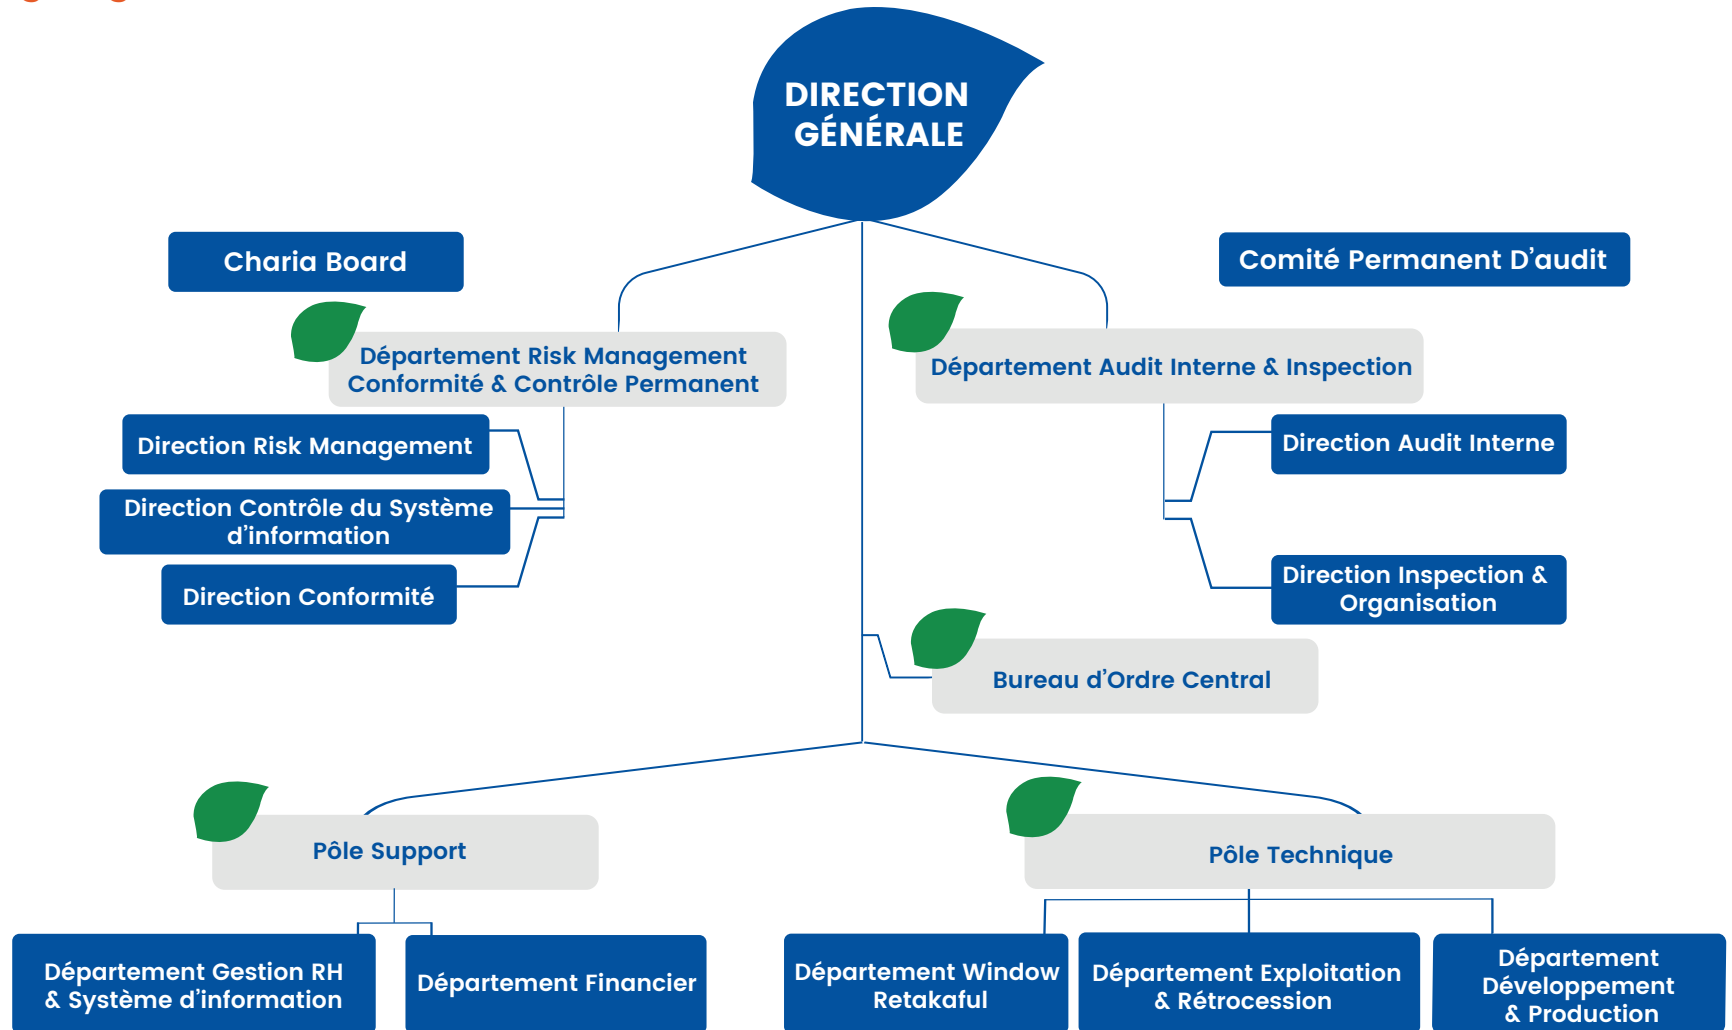 DIRECTION
GÉNÉRALE
Charia Board
Comité Permanent D’audit
Département Risk Management
Conformité & Contrôle Permanent
Département Audit Interne & Inspection
Direction Risk Management
Direction Contrôle du Système
d’information
Direction Conformité
Direction Audit Interne
Direction Inspection &
Organisation
Bureau d’Ordre Central
Pôle Support
Pôle Technique
Département Gestion RH
& Système d’information
Département Financier
Département Window
Retakaful
Département Exploitation
& Rétrocession
Département
Développement
& Production